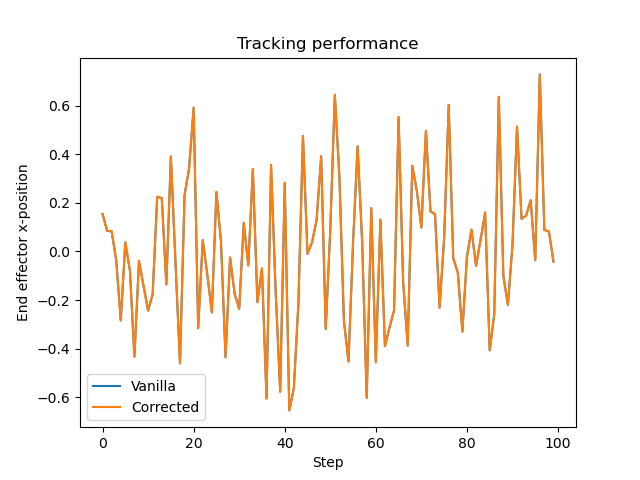 Tracking performance
End effector x-position
0.6
0.4
0.2
0.0
−0.2
−0.4
−0.6
Vanilla
Corrected
0 20 40 60 80 100
Step